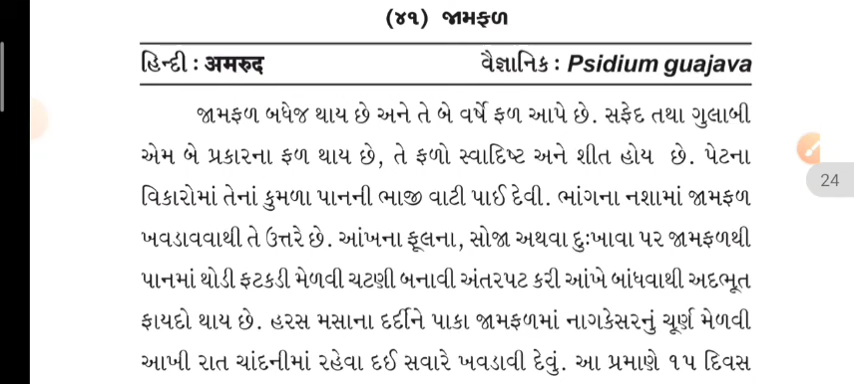 (૪૧) જામફળ
હિન્દી : अमरुद વૈજ્ઞાનિક : Psidium guajava
જામફળ બધેજ થાય છે અને તે બે વર્ષે ફળ આપે છે. સફેદ તથા ગુલાબી
એમ બે પ્રકારના ફળ થાય છે, તે ફળો સ્વાદિષ્ટ અને શીત હોય છે. પેટના
24
વિકારોમાં તેનાં કુમળા પાનની ભાજી વાટી પાઈ દેવી. ભાંગના નશામાં જામફળ
ખવડાવવાથી તે ઉત્તરે છે. આંખના ફૂલના, સોજા અથવા દુઃખાવા પર જામફળથી
પાનમાં થોડી ફટકડી મેળવી ચટણી બનાવી અંતરપટ કરી આંખે બાંધવાથી અદભૂત
ફાયદો થાય છે. હરસ મસાના દર્દીને પાકા જામફળમાં નાગકેસરનું ચૂર્ણ મેળવી
આખી રાત ચાંદનીમાં રહેવા દઈ સવારે ખવડાવી દેવું. આ પ્રમાણે ૧૫ દિવસ